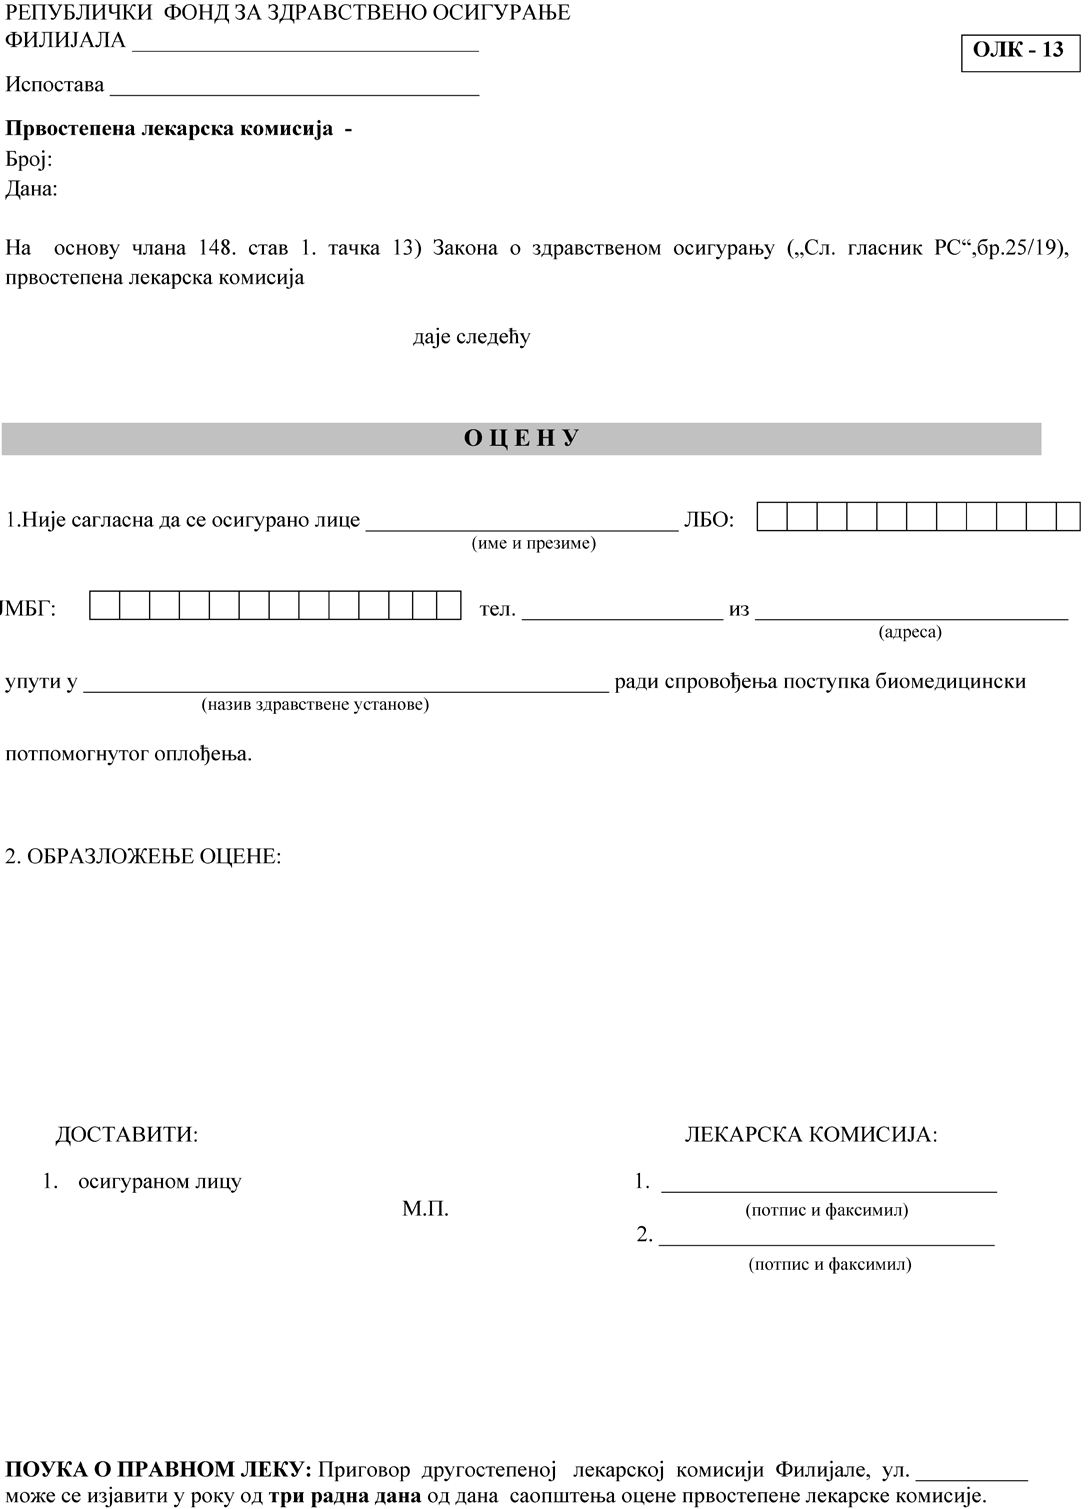 РЕПУБЛИЧКИ ФОНД ЗА ЗДРАВСТВЕНО ОСИГУРАЊЕ
ФИЛИЈАЛА ________________________________
ОЛК - 13
Испостава ___________________________________
Првостепена лекарска комисија -
Број:
Дана:
На основу члана 148. став 1. тачка 13) Закона о здравственом осигурању („Сл. гласник РС“,бр.25/19),
првостепена лекарска комисија
даје следећу
О Ц Е Н У
1.Није сагласна да се осигурано лице ____________________________ ЛБО:
(име и презиме)
ЈМБГ: тел. __________________ из ____________________________
(адреса)
упути у _______________________________________________ ради спровођења поступка биомедицински
(назив здравствене установе)
потпомогнутог оплођења.
2. ОБРАЗЛОЖЕЊЕ ОЦЕНЕ:
ДОСТАВИТИ: ЛЕКАРСКА КОМИСИЈА:
1. осигураном лицу 1. ______________________________
М.П. (потпис и факсимил)
2. ______________________________
(потпис и факсимил)
ПОУКА О ПРАВНОМ ЛЕКУ: Приговор другостепеној лекарској комисији Филијале, ул. __________
може се изјавити у року од три радна дана од дана саопштења оцене првостепене лекарске комисије.